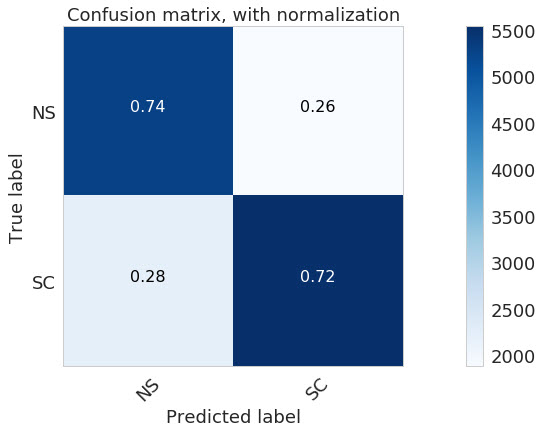 Confusion matrix, with normalization
True label
NS
0.74
0.26
SC
0.28
0.72
NS
SC
Predicted label
5500
5000
4500
4000
3500
3000
2500
2000